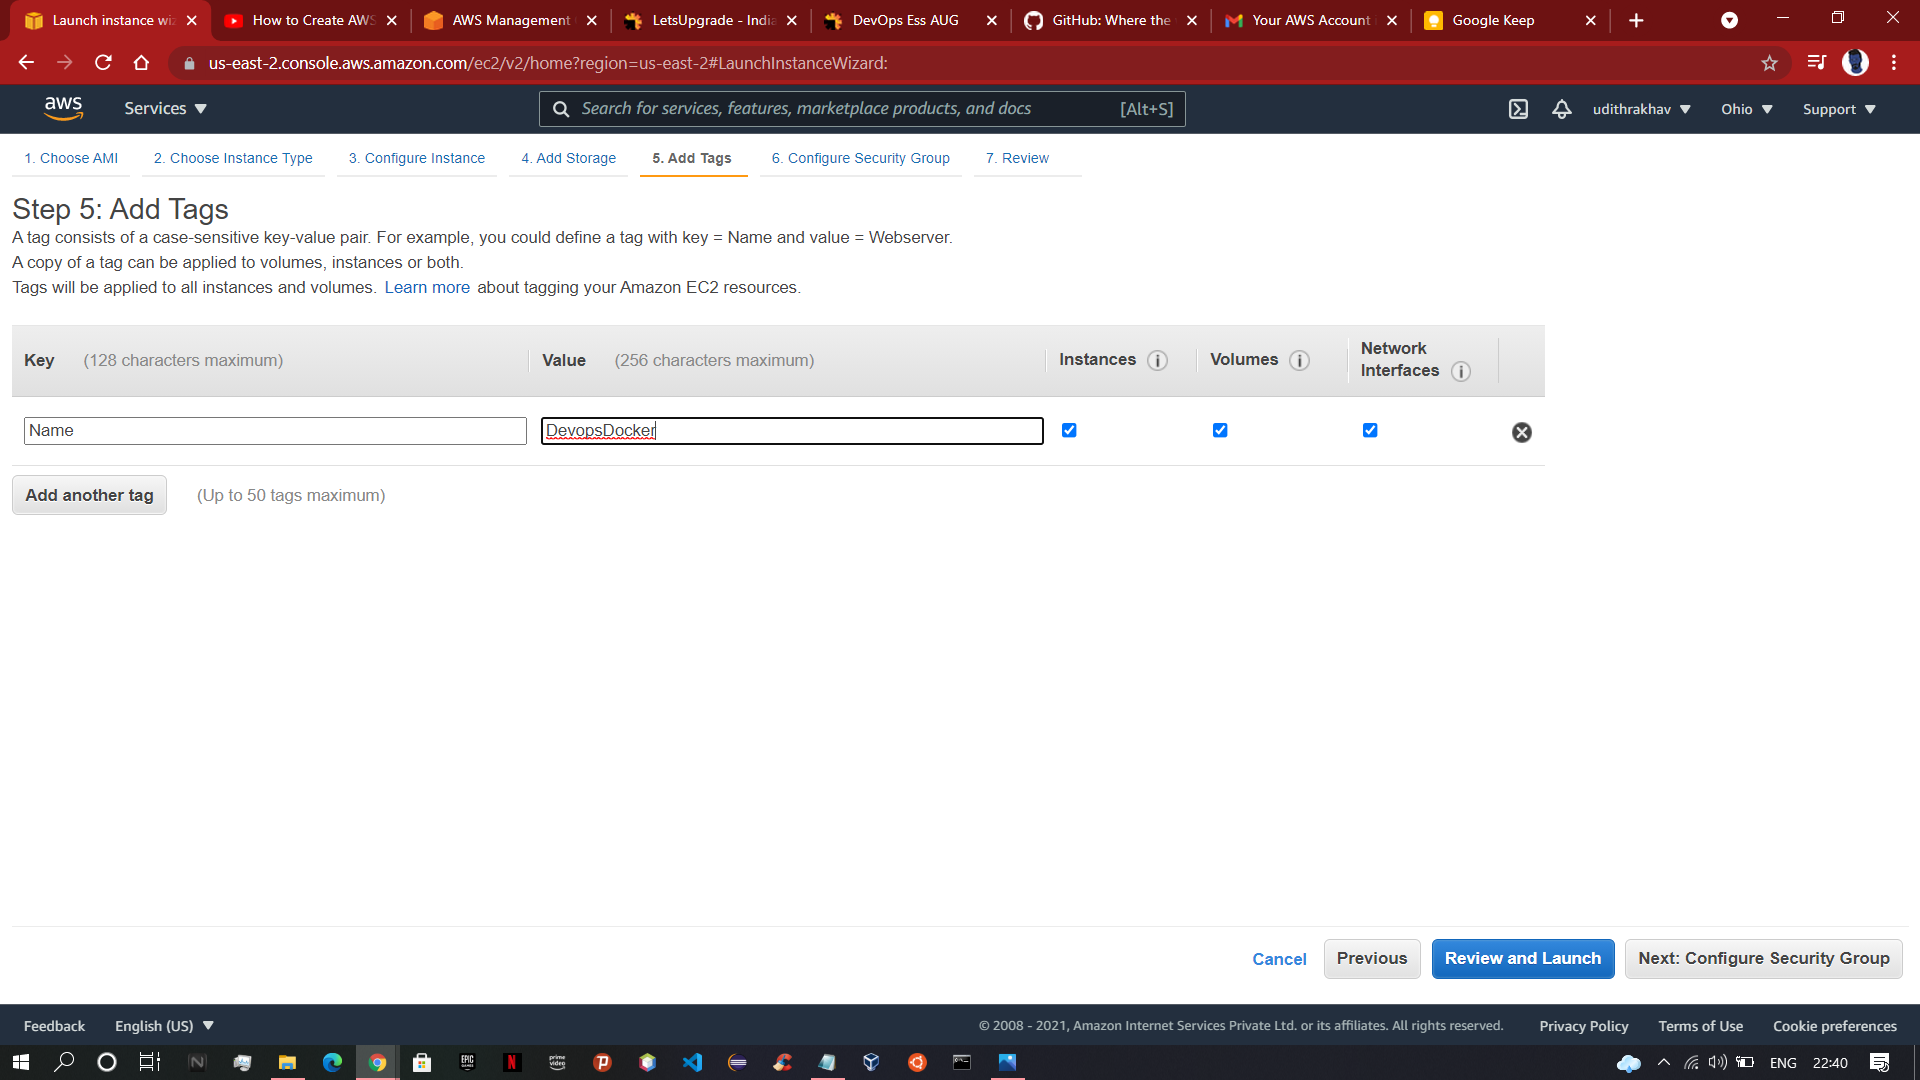 Launch instance wiz
How to Create AWS
AWS Management
LetsUpgrade - India
DevOps Ess AUG
GitHub: Where the
Your AWS Account
Google Keep
us-east-2.console.aws.amazon.com/ec2/v2/home?region=us-east-2#LaunchInstanceWizard:
aws
Services
Search for services, features, marketplace products, and docs
[Alt+S]
udithrakhav
Ohio
Support
1. Choose AMI
2. Choose Instance Type
3. Configure Instance
4. Add Storage
5. Add Tags
6. Configure Security Group
7. Review
Step 5: Add Tags
A tag consists of a case-sensitive key-value pair. For example, you could define a tag with key = Name and value = Webserver.
A copy of a tag can be applied to volumes, instances or both.
Tags will be applied to all instances and volumes. Learn more about tagging your Amazon EC2 resources.
Key (128 characters maximum)
Value (256 characters maximum)
Instances
Volumes
Network
Interfaces
Name
DevopsDocker
Add another tag
(Up to 50 tags maximum)
Cancel
Previous
Review and Launch
Next: Configure Security Group
Feedback
English (US)
© 2008 - 2021, Amazon Internet Services Private Ltd. or its affiliates. All rights reserved.
Privacy Policy
Terms of Use
Cookie preferences
EPIC
GAMES
prime
video
ENG
22:40